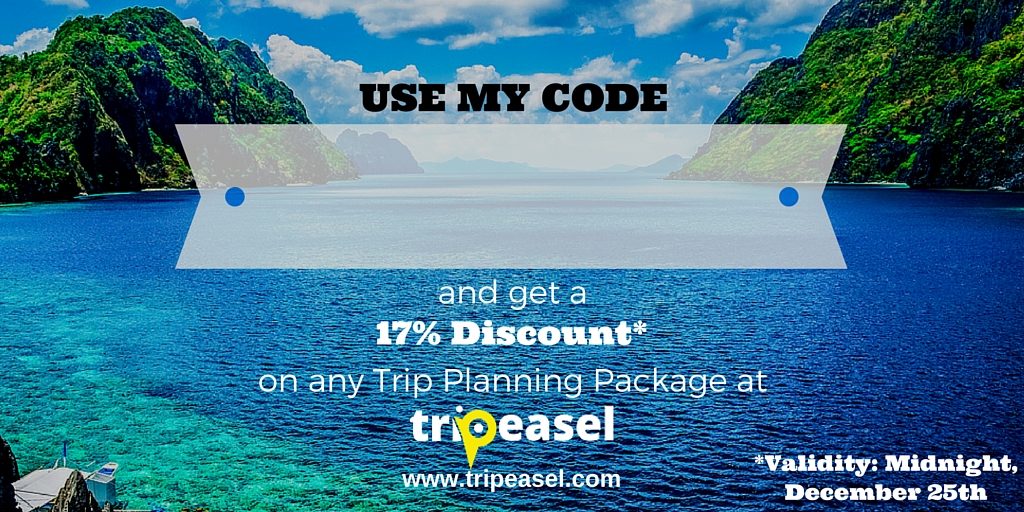 USE MY CODE
and get a
17% Discount*
on any Trip Planning Package at
tripeasel
www.tripeasel.com
*Validity: Midnight,
December 25th